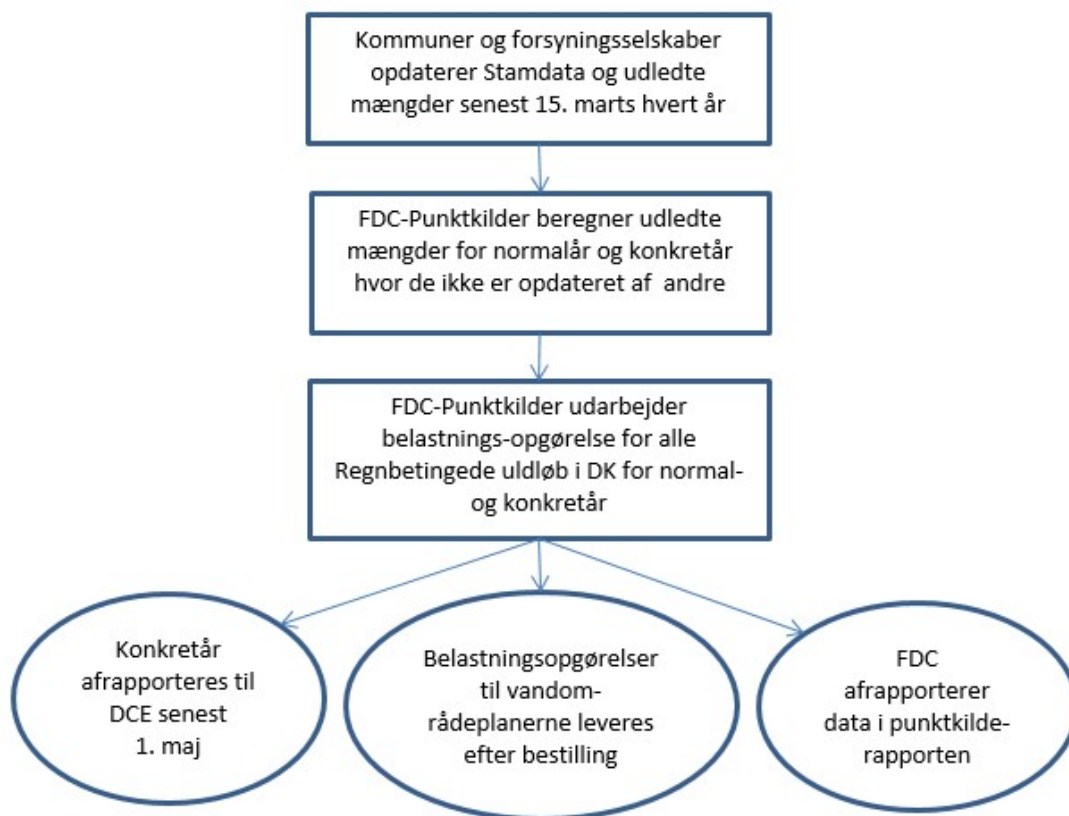 Kommuner og forsyningsselskaber
opdaterer Stamdata og udledte
mængder senest 15. marts hvert år
FDC-Punktkilder beregner udledte
mængder for normalår og konkretår
hvor de ikke er opdateret af andre
FDC-Punktkilder udarbejder
belastnings-opgørelse for alle
Regnbetingede uldløb i DK for normal-
og konkretår
Konkretår
afrapporteres til
DCE senest
1. maj
Belastningsopgørelser
til vandom-
rådeplanerne leveres
efter bestilling
FDC
afrapporterer
data i punktkilde-
rapporten